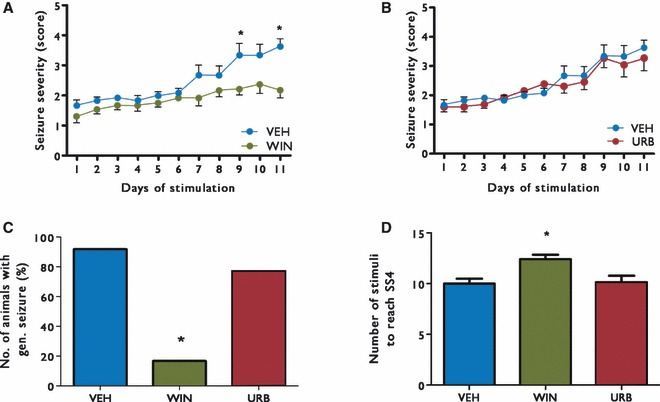 A
Seizure severity (score)
5
4
3
2
1
0
*
*
VEH
WIN
1 2 3 4 5 6 7 8 9 10 11
Days of stimulation
B
Seizure severity (score)
5
4
3
2
1
0
VEH
URB
1 2 3 4 5 6 7 8 9 10 11
Days of stimulation
C
No. of animals with
gen. seizure (%)
100
80
60
40
20
0
*
VEH WIN URB
D
Number of stimuli
to reach SS4
15
10
5
0
*
VEH WIN URB